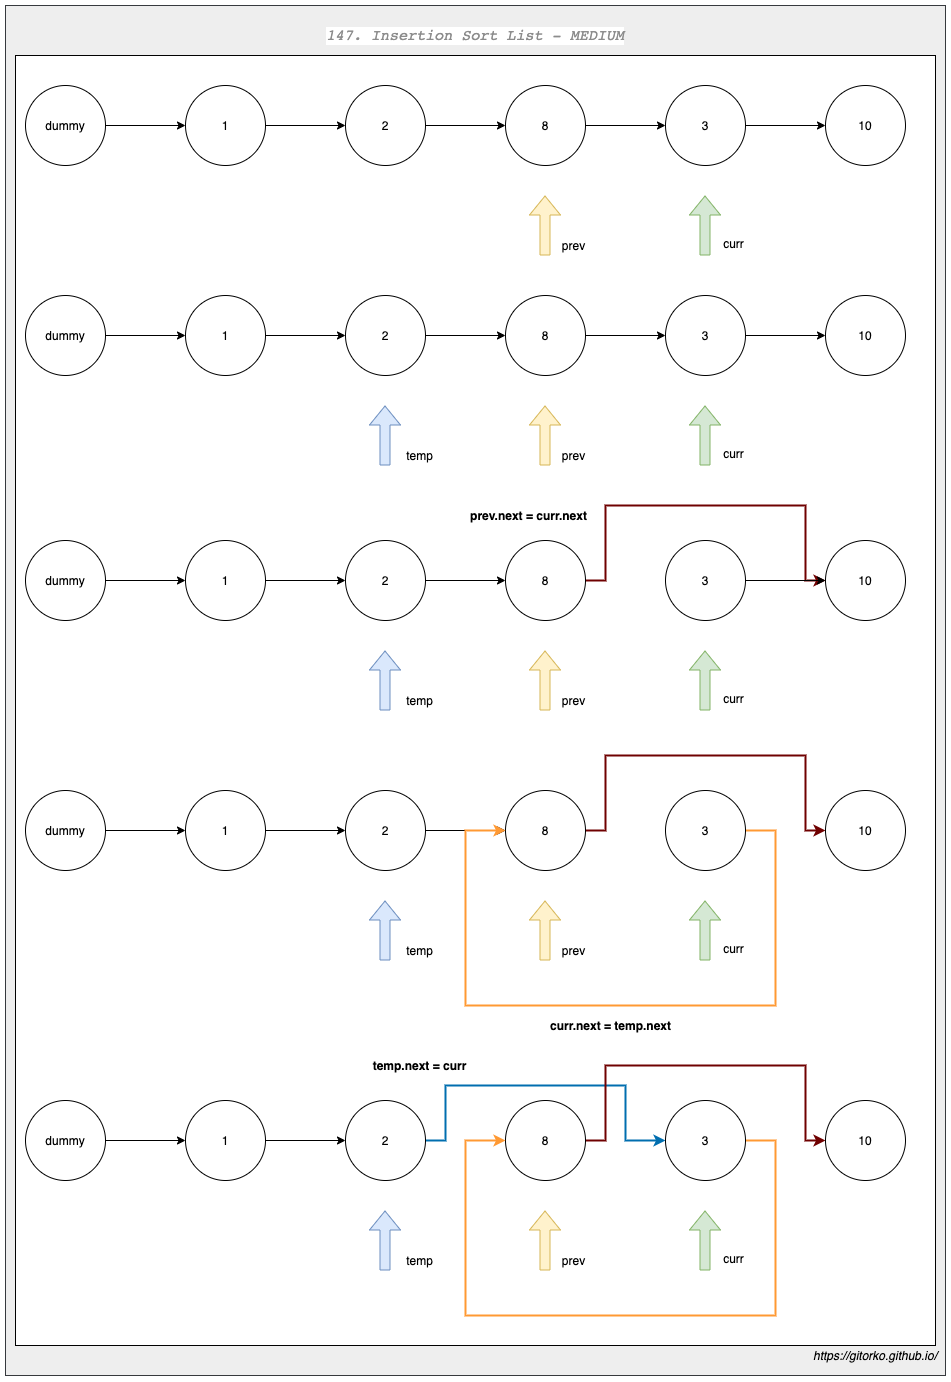 147. Insertion Sort List - MEDIUM
dummy 1 2 8 3 10
prev curr
dummy 1 2 8 3 10
temp prev curr
prev.next = curr.next
dummy 1 2 8 3 10
temp prev curr
dummy 1 2 8 3 10
temp prev curr
curr.next = temp.next
temp.next = curr
dummy 1 2 8 3 10
temp prev curr
https://gitorko.github.io/